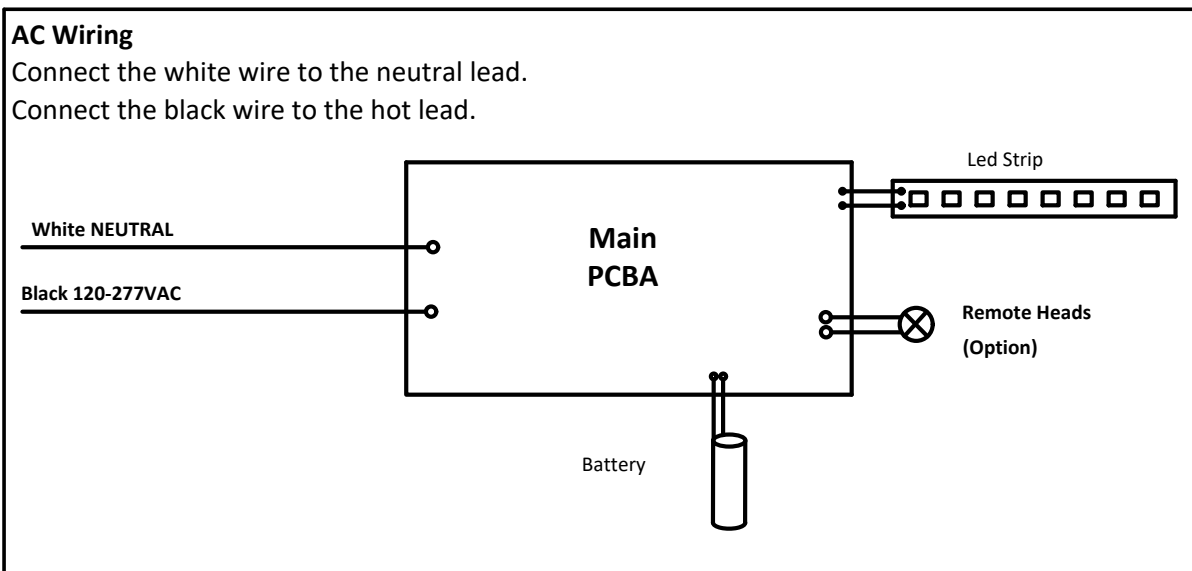 AC Wiring
Connect the white wire to the neutral lead.
Connect the black wire to the hot lead.
Led Strip
White NEUTRAL
Main
PCBA
Black 120-277VAC
Remote Heads
(Option)
Battery